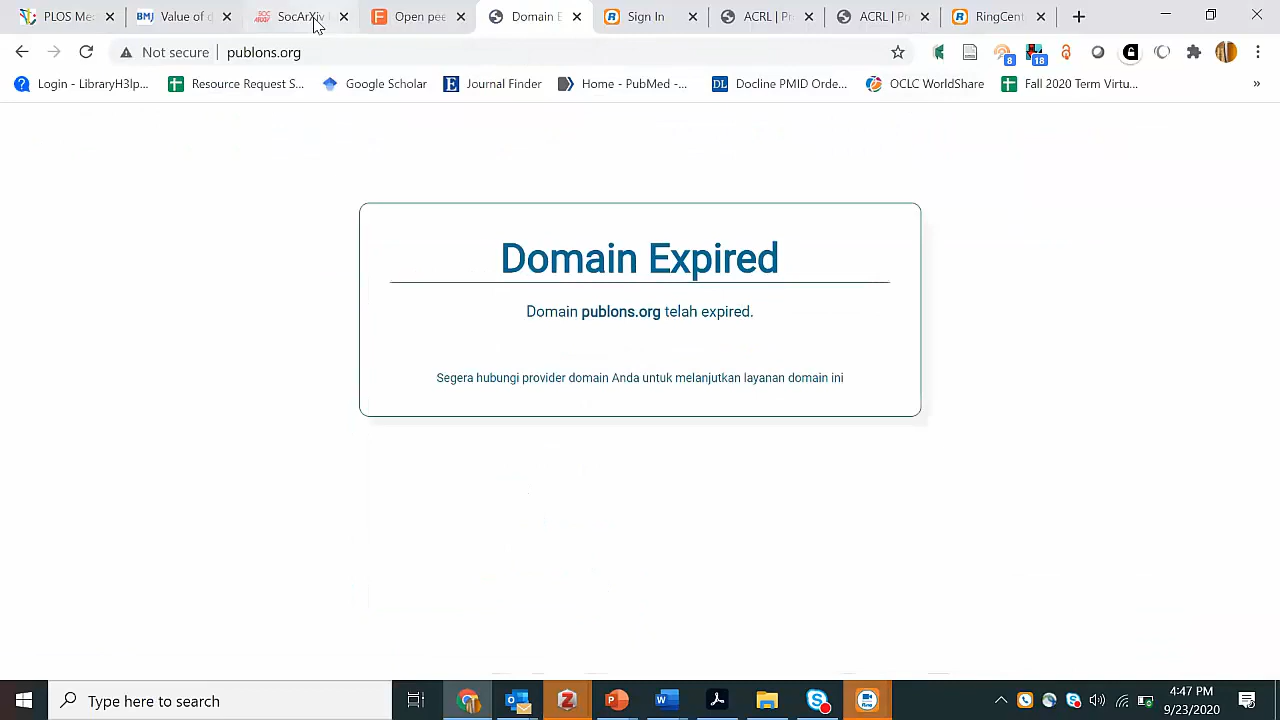 PLOS Me
Value of d
SocArXiv
Open pee
Domain E
Sign In
ACRL | Pr
ACRL | Pr
RingCent
Not secure
publons.org
8
18
Login - LibraryH3lp...
Resource Request S...
Google Scholar
Journal Finder
Home - PubMed -...
Docline PMID Orde...
OCLC WorldShare
Fall 2020 Term Virtu...
Domain Expired
Domain publons.org telah expired.
Segera hubungi provider domain Anda untuk melanjutkan layanan domain ini
Type here to search
4:47 PM
9/23/2020